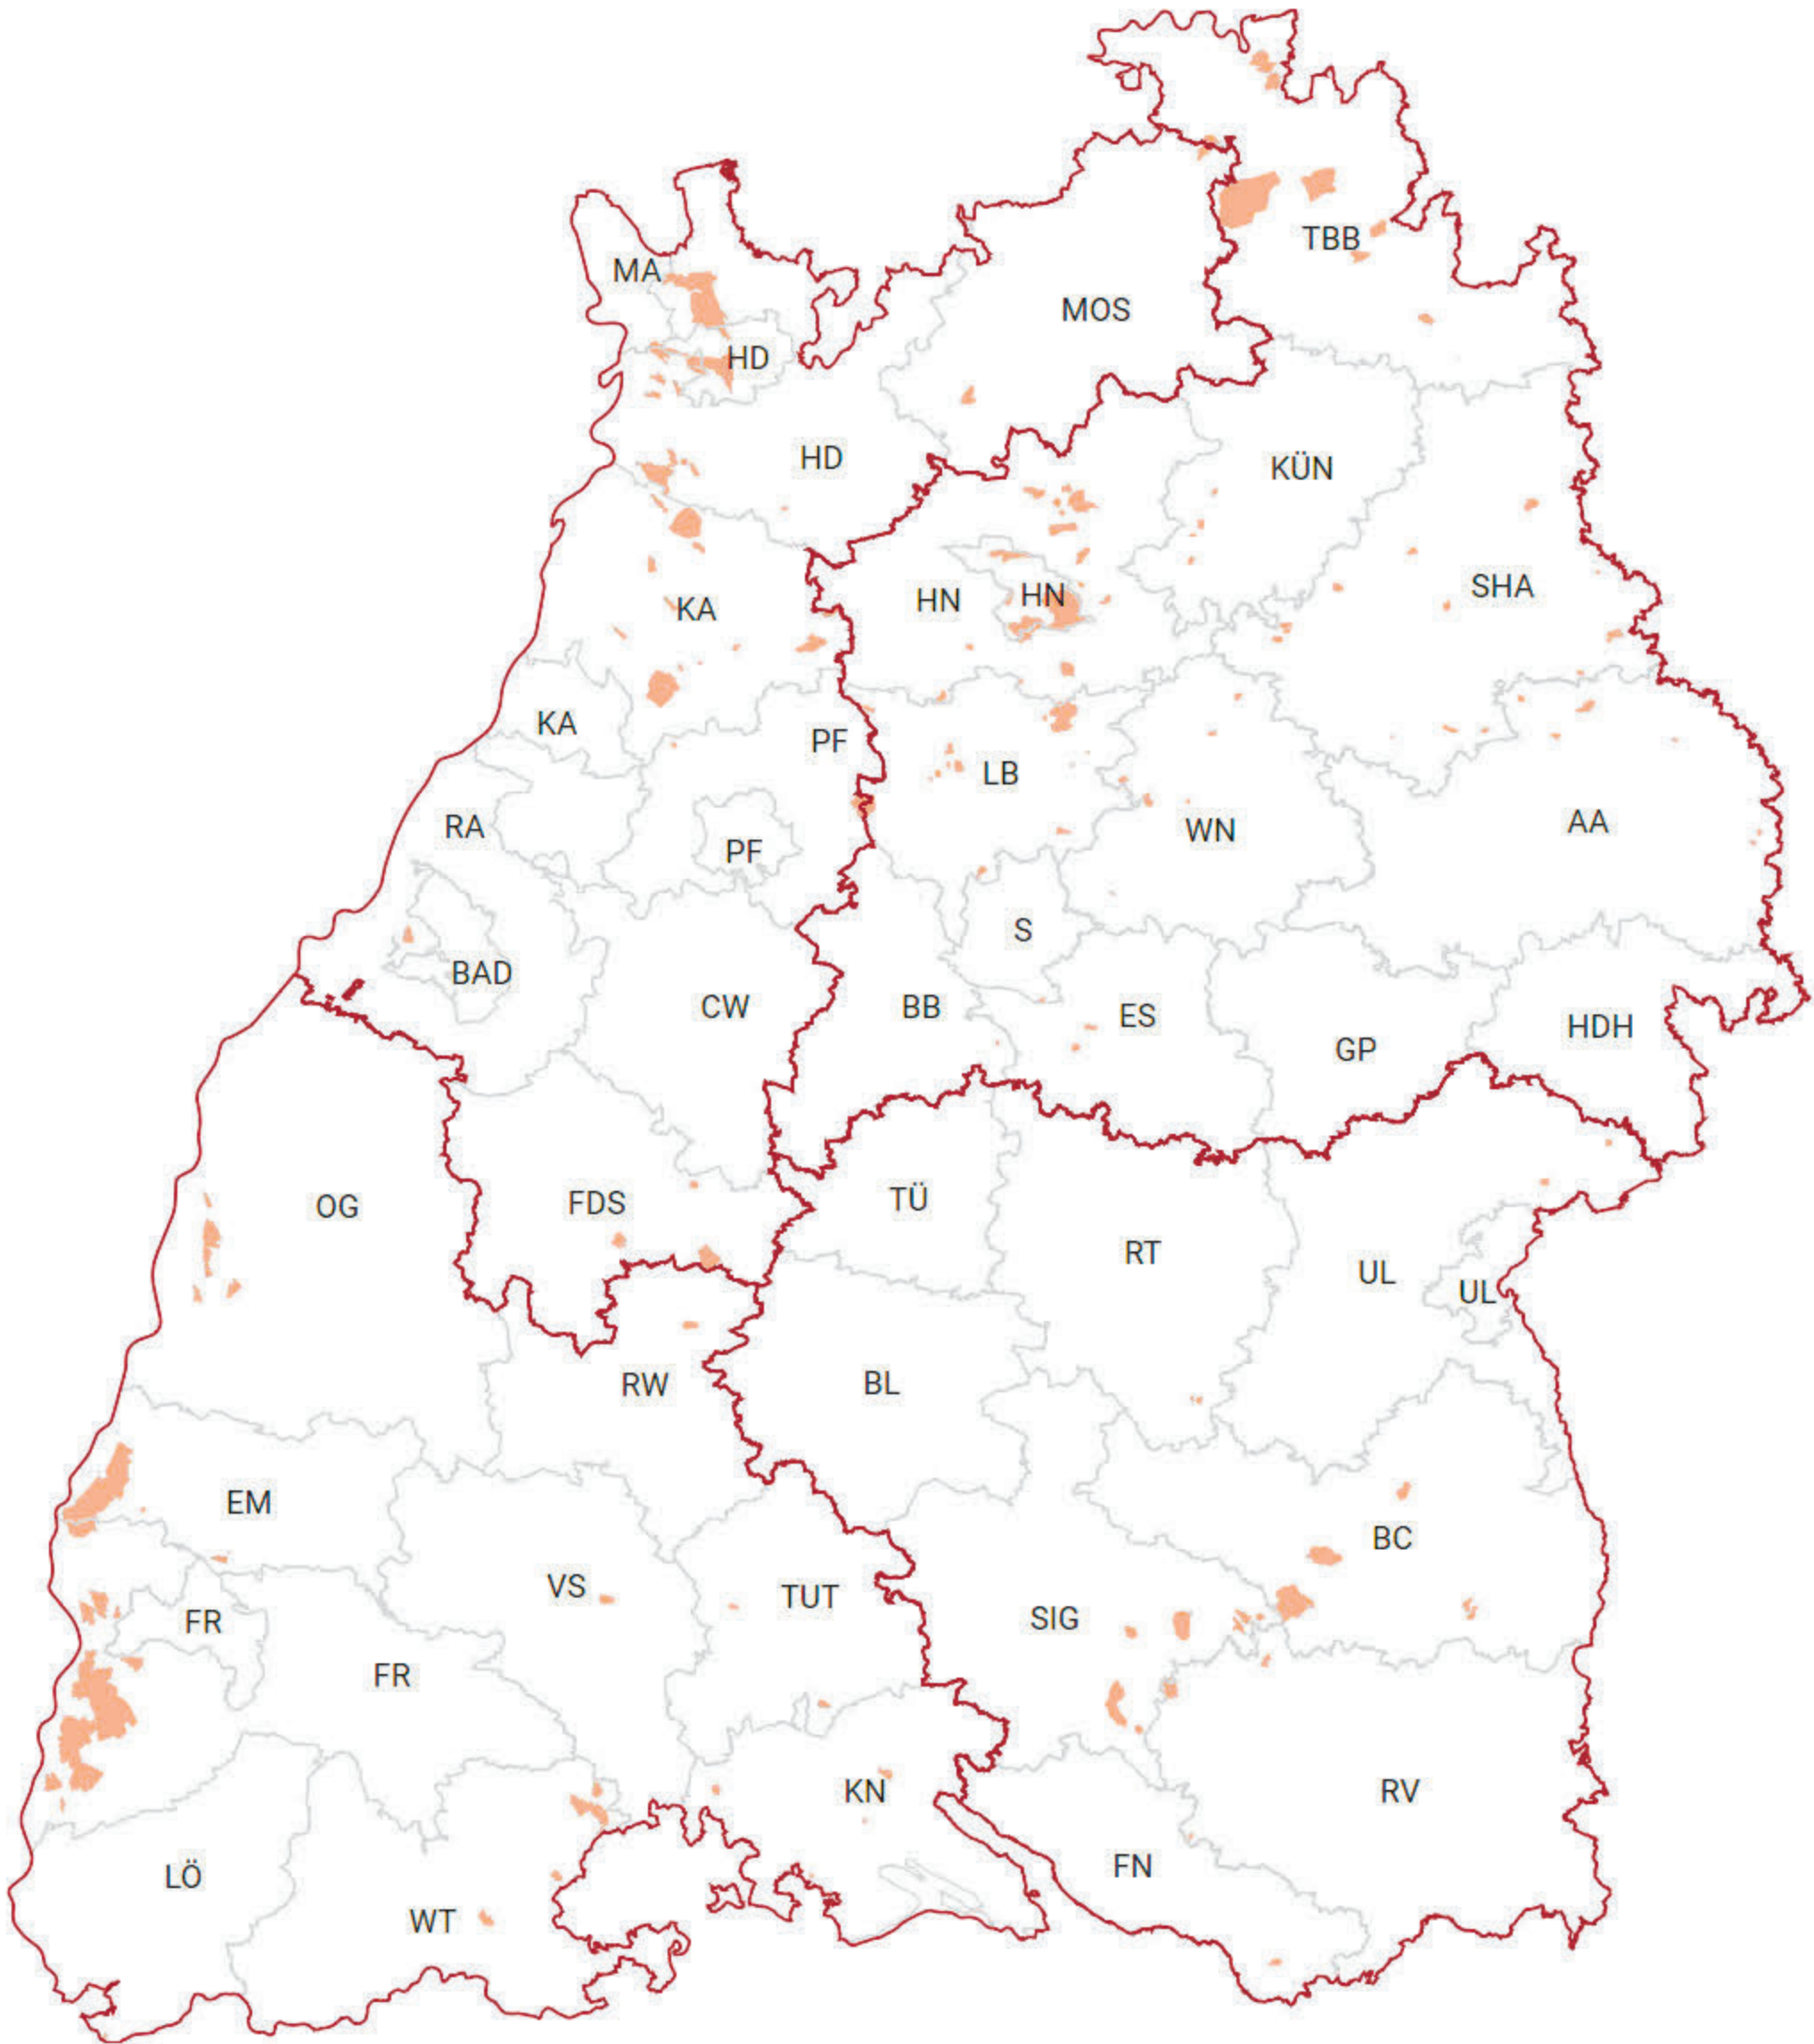 TBB
MA
MOS
HD
HD
KÜN
HN
HN
SHA
KA
KA
PF
LB
AA
RA
WN
PF
S
BAD
CW
BB
ES
HDH
GP
TÜ
OG
FDS
RT
UL
UL
RW
BL
EM
BC
VS
TUT
SIG
FR
FR
KN
RV
FN
LÖ
WT